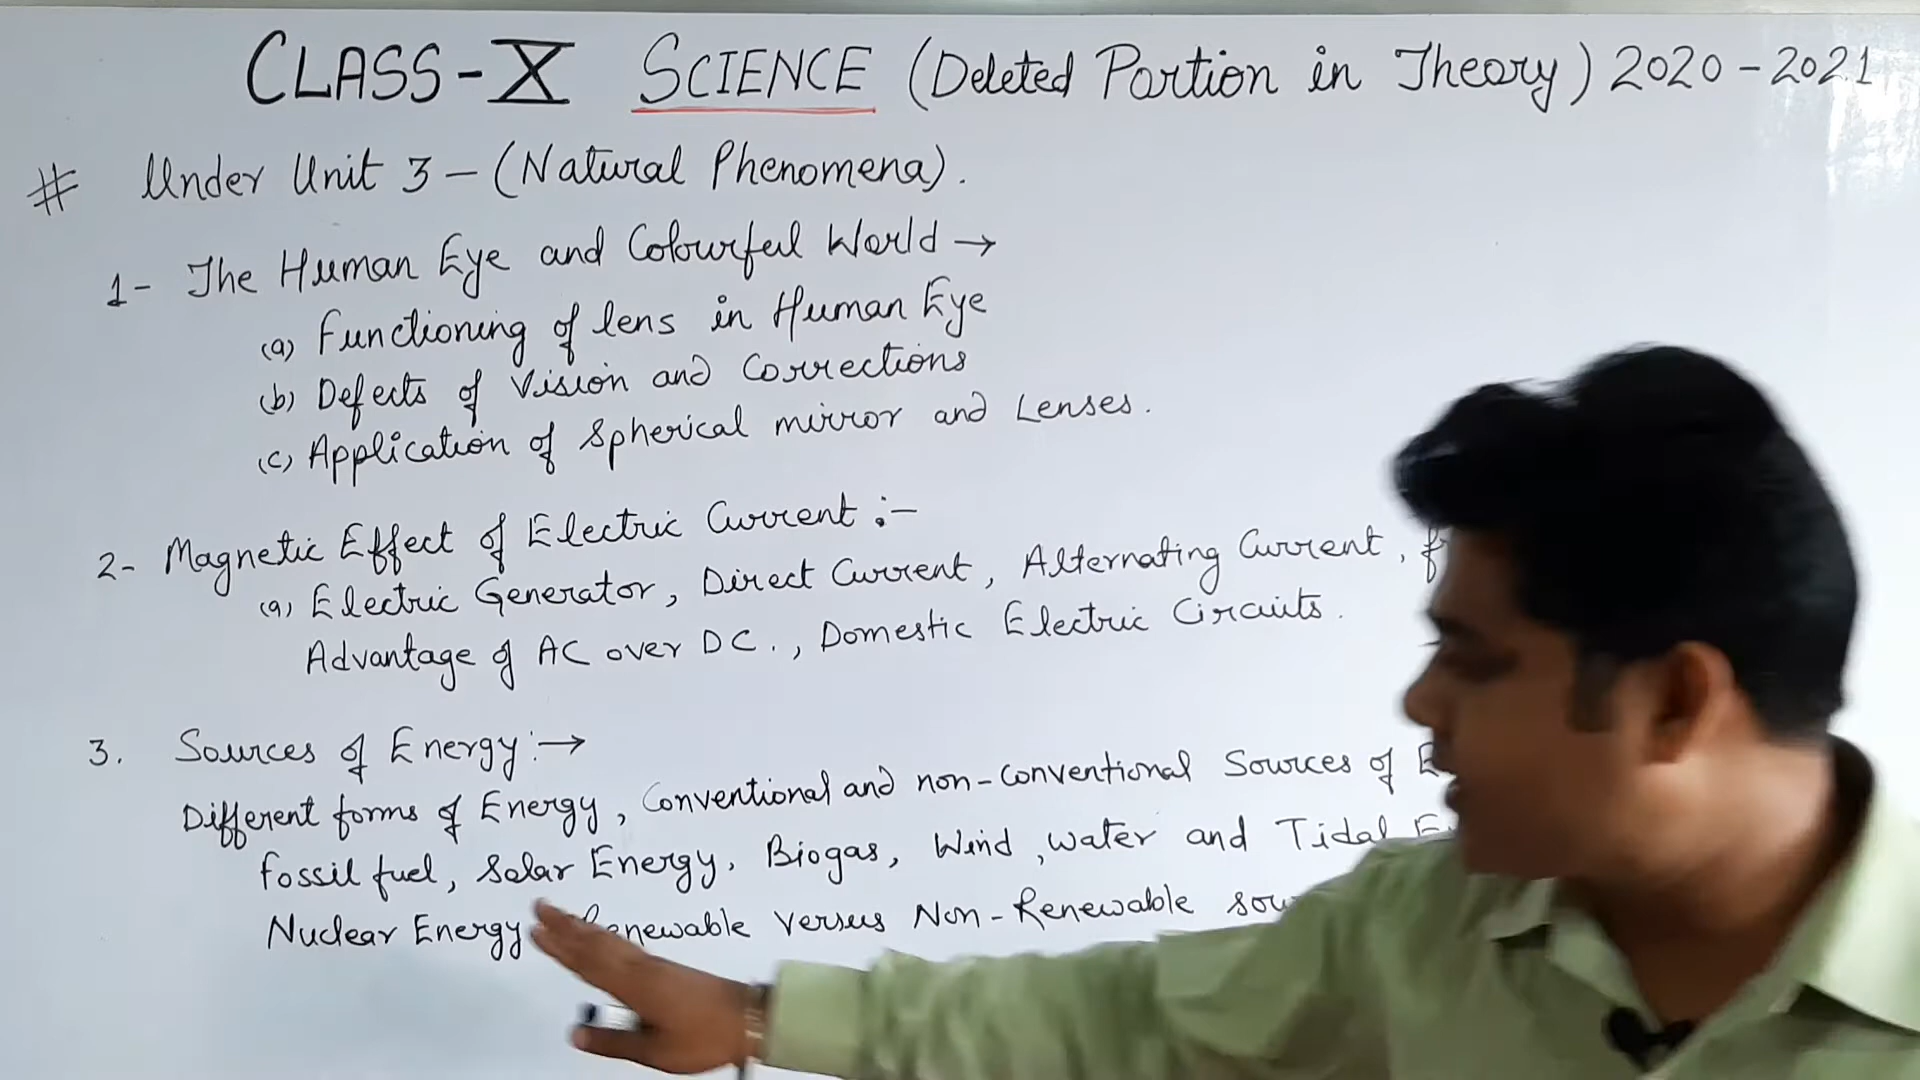 CLASS-X SCIENCE (Deleted Portion in Theory) 2020-2021
# Under Unit 3 - (Natural Phenomena).
1- The Human Eye and Colourful World →
(a) Functioning of lens in Human Eye
(b) Defects of Vision and Corrections
(c) Application of Spherical mirror and Lenses.
2- Magnetic Effect of Electric Current :-
(a) Electric Generator, Direct Current, Alternating Current,
Advantage of AC over DC., Domestic Electric Circuits.
3. Sources of Energy:→
Different forms of Energy, Conventional and non-conventional Sources of
Fossil fuel, Solar Energy, Biogas, Wind, water and Tidal
Nuclear Energy Renewable Versus Non-Renewable